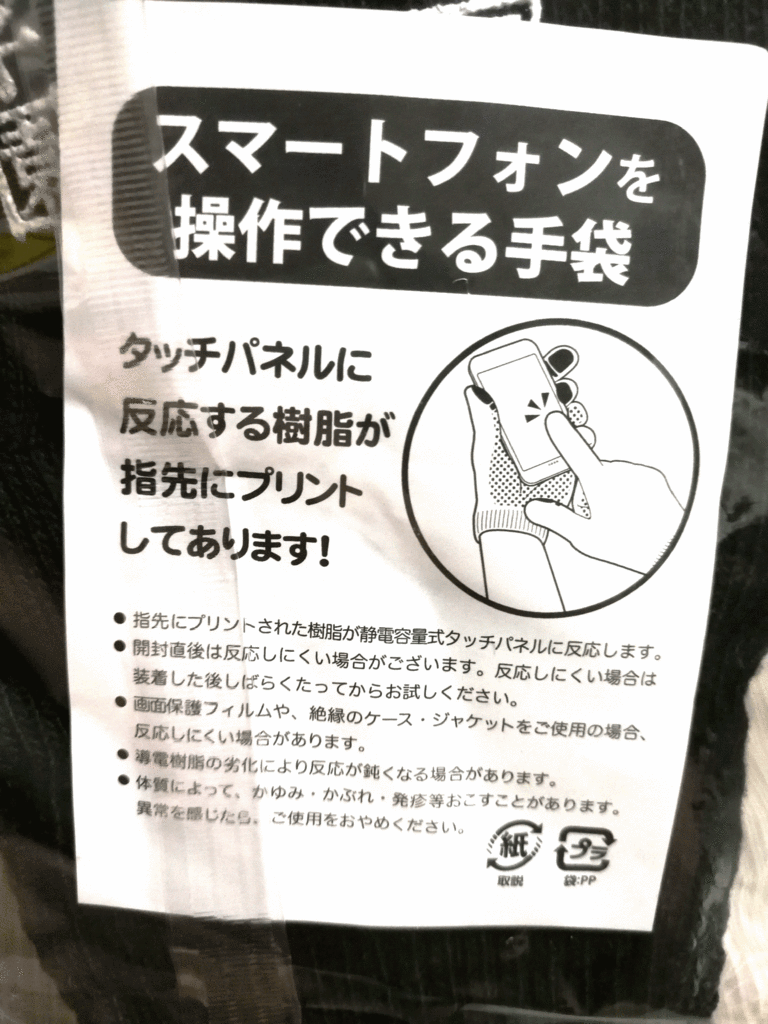 スマートフォンを
操作できる手袋
タッチパネルに
反応する樹脂が
指先にプリント
してあります!
●指先にプリントされた樹脂が静電容量式タッチパネルに反応します。
●開封直後は反応しにくい場合がございます。反応しにくい場合は
装着した後しばらくたってからお試しください。
●画面保護フィルムや、絶縁のケース・ジャケットをご使用の場合、
反応しにくい場合があります。
●導電樹脂の劣化により反応が鈍くなる場合があります。
●体質によって、かゆみ・かぶれ・発疹等おこすことがあります。
異常を感じたら、ご使用をおやめください。
紙
プラ
取説
袋:PP